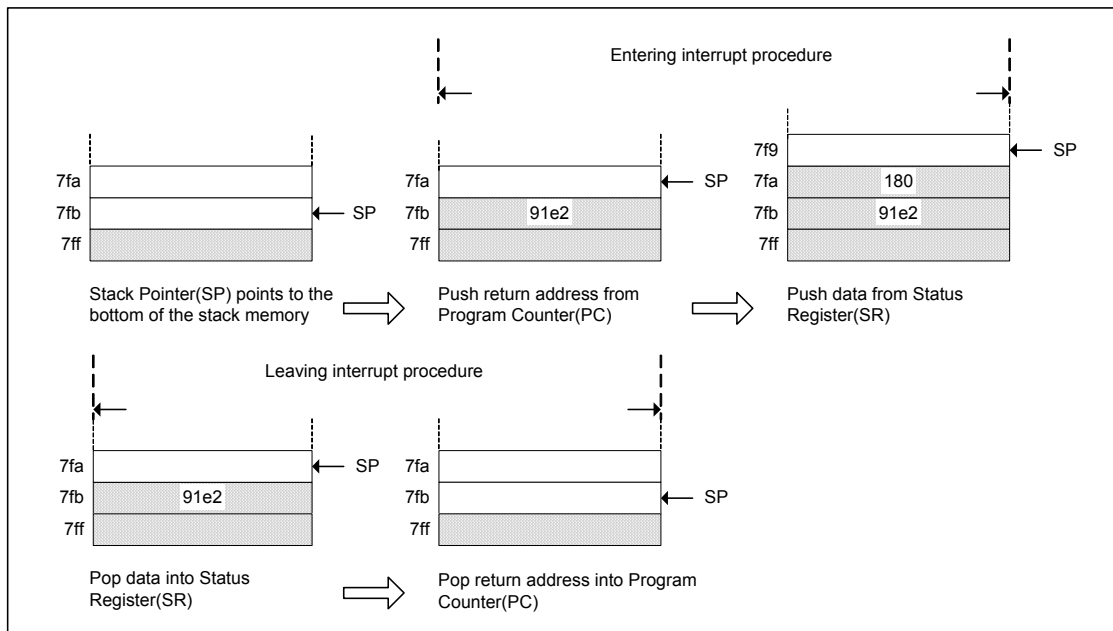 Entering interrupt procedure
7fa
7fb
7ff
SP
7fa
7fb
7ff
91e2
SP
7f9
7fa
7fb
7ff
180
91e2
SP
Stack Pointer(SP) points to the
bottom of the stack memory
Push return address from
Program Counter(PC)
Push data from Status
Register(SR)
Leaving interrupt procedure
7fa
7fb
7ff
91e2
SP
7fa
7fb
7ff
SP
Pop data into Status
Register(SR)
Pop return address into Program
Counter(PC)